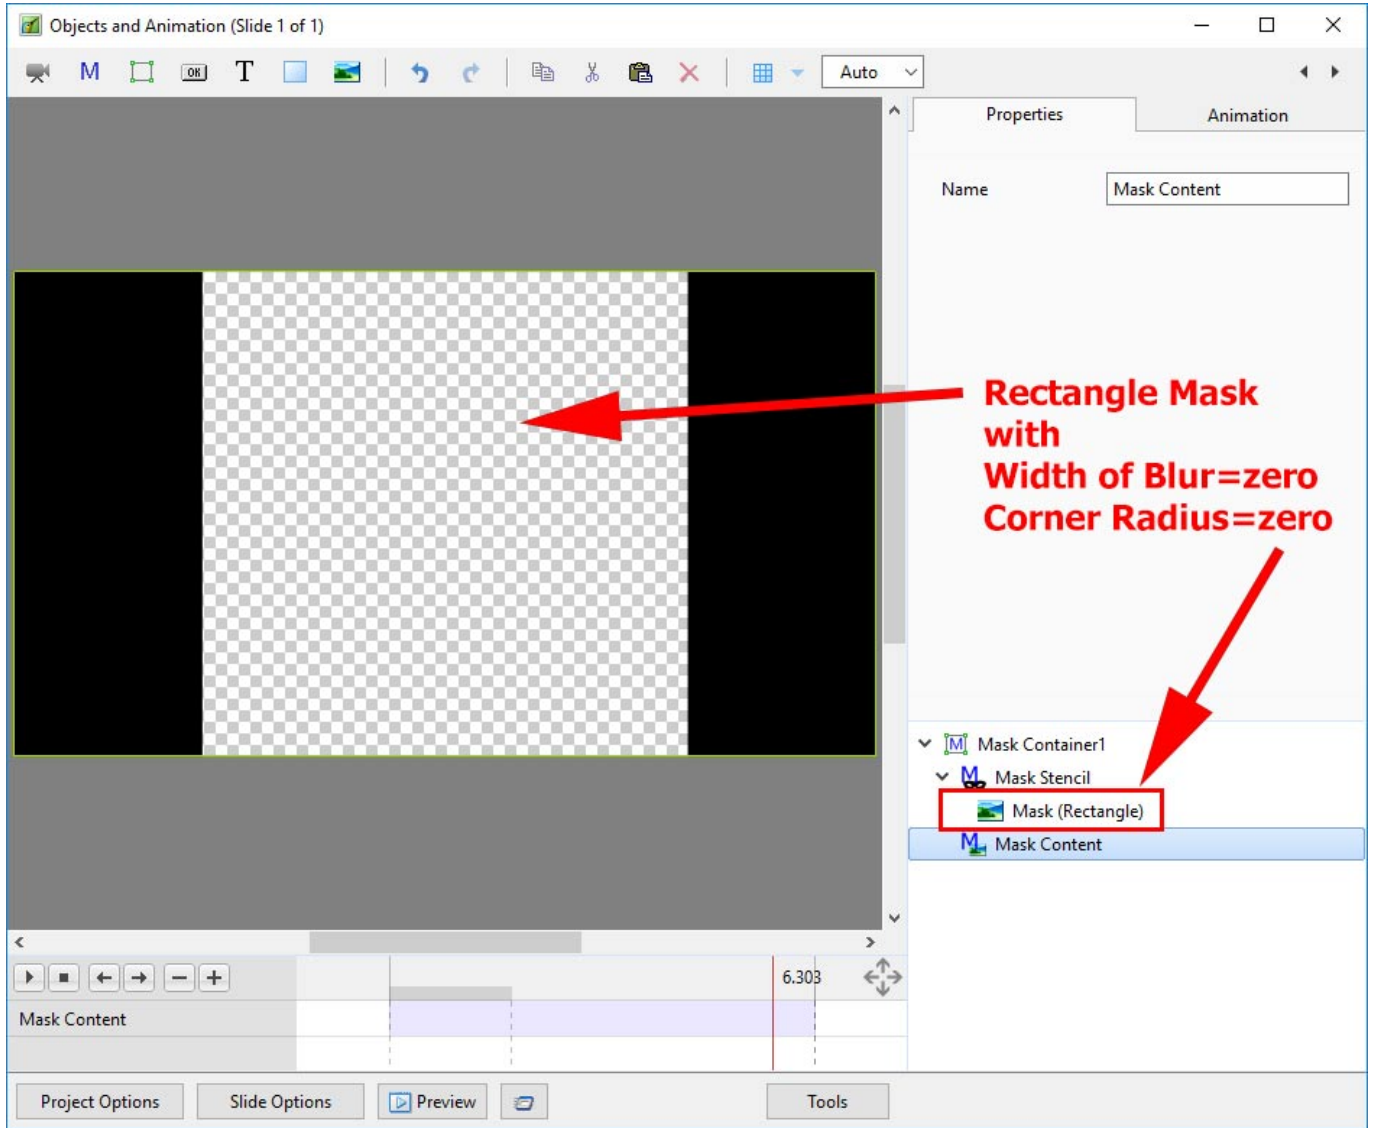 Objects and Animation (Slide 1 of 1)
M
OK
T
Auto
Properties
Animation
Name
Mask Content
Rectangle Mask
with
Width of Blur=zero
Corner Radius=zero
M Mask Container1
M Mask Stencil
Mask (Rectangle)
M Mask Content
6.303
Mask Content
Project Options
Slide Options
Preview
Tools